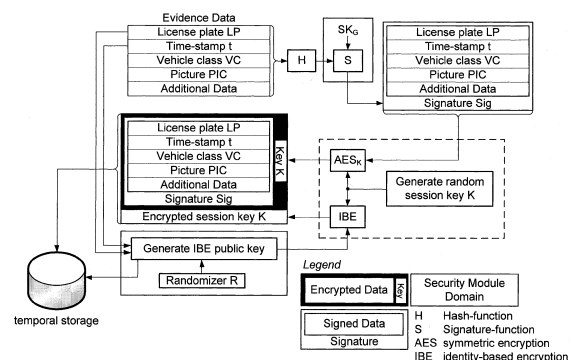 Evidence Data
License plate LP
Time-stamp t
Vehicle class VC
Picture PIC
Additional Data
H
SK_G
S
License plate LP
Time-stamp t
Vehicle class VC
Picture PIC
Additional Data
Signature Sig
License plate LP
Time-stamp t
Vehicle class VC
Picture PIC
Additional Data
Signature Sig
Key K
Encrypted session key K
AES_K
Generate random
session key K
IBE
Generate IBE public key
Randomizer R
temporal storage
Legend
Encrypted Data
Key
Security Module
Domain
Signed Data
Signature
H Hash-function
S Signature-function
AES symmetric encryption
IBE identity-based encryption